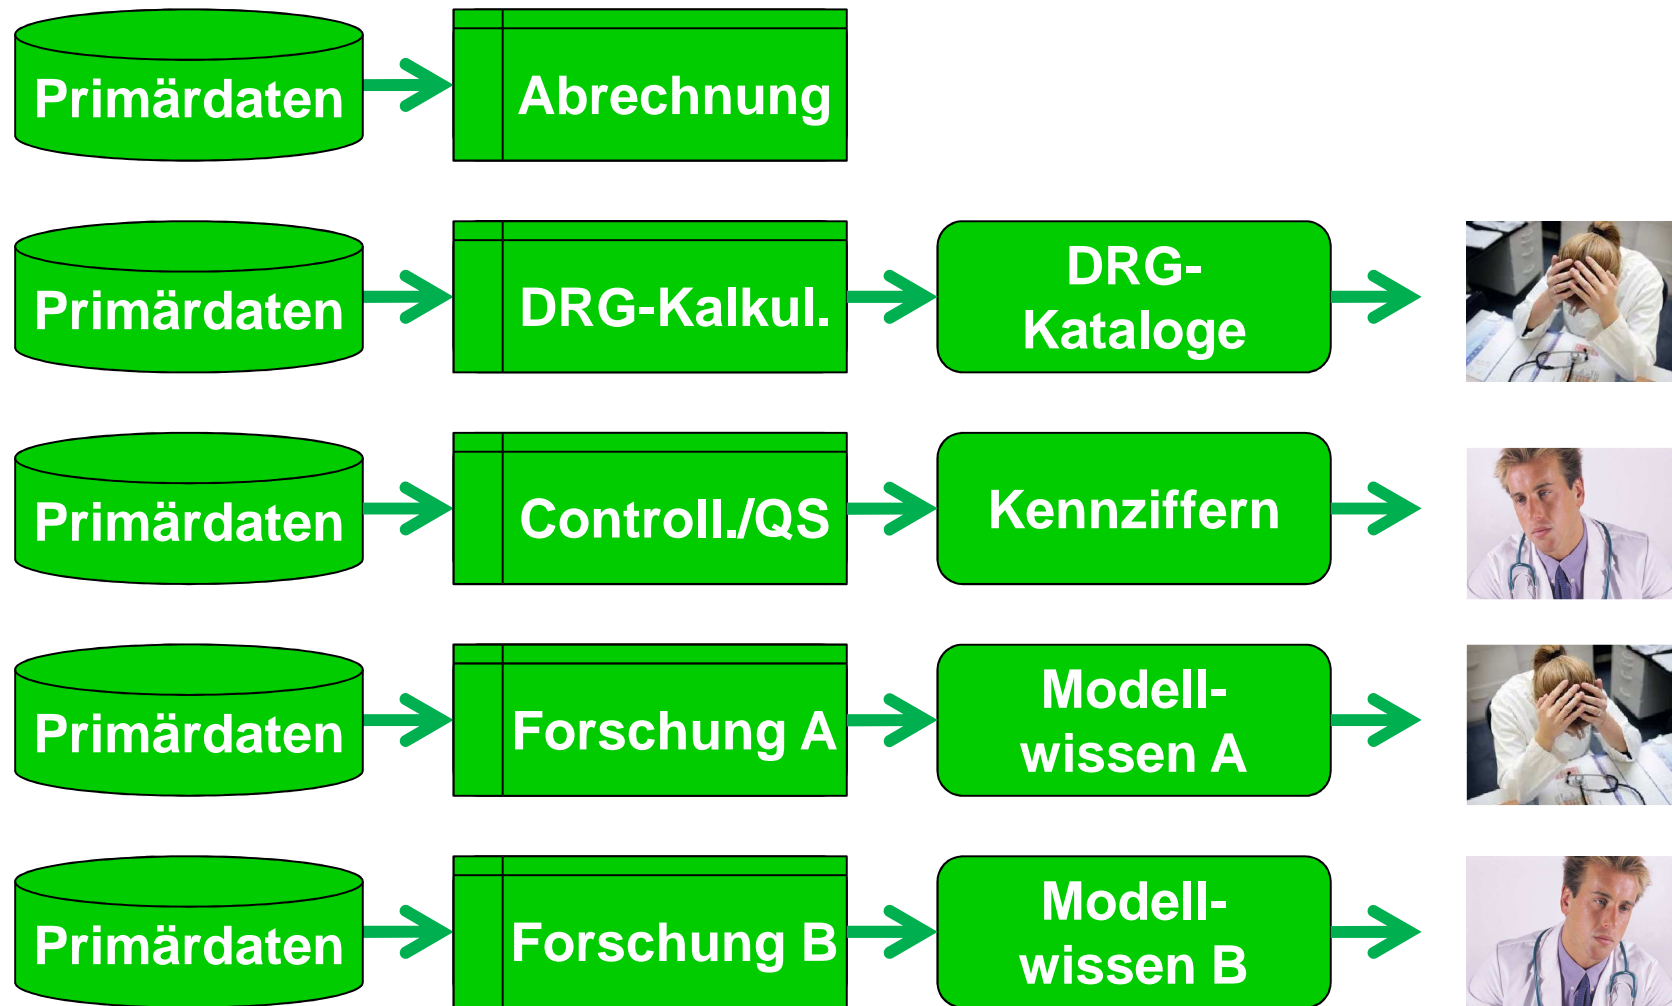 Primärdaten
Abrechnung
Primärdaten
DRG-Kalkul.
DRG-
Kataloge
Primärdaten
Controll./QS
Kennziffern
Primärdaten
Forschung A
Modell-
wissen A
Primärdaten
Forschung B
Modell-
wissen B